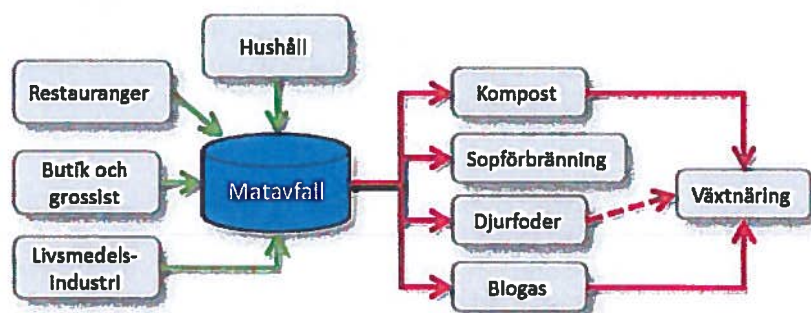 Hushåll
Restauranger
Butik och
grossist
Livsmedels-
industri
Matavfall
Kompost
Sopförbränning
Djurfoder
Biogas
Växtnäring